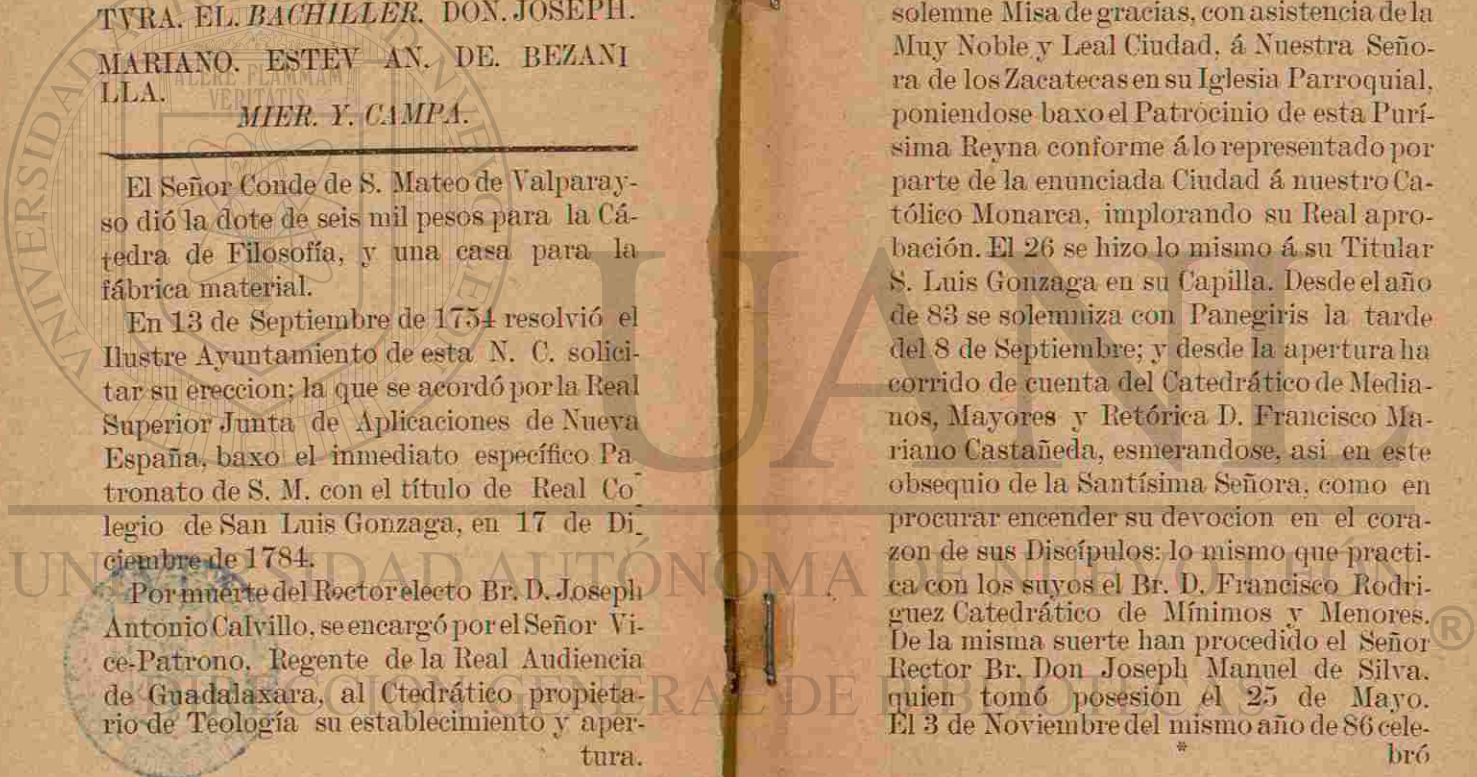 TVRA. EL. BACHILLER. DON. JOSEPH.
MARIANO. ESTEV AN. DE. BEZANI
LLA.
MIER. Y. CAMPA.
El Señor Conde de S. Mateo de Valparay-
so dió la dote de seis mil pesos para la Cá-
tedra de Filosofía, y una casa para la
fábrica material.
En 13 de Septiembre de 1754 resolvió el
Ilustre Ayuntamiento de esta N. C. solici-
tar su ereccion; la que se acordó por la Real
Superior Junta de Aplicaciones de Nueva
España, baxo el inmediato específico Pa
tronato de S. M. con el título de Real Co-
legio de San Luis Gonzaga, en 17 de Di-
ciembre de 1784.
Por muerte del Rector electo Br. D. Joseph
Antonio Calvillo, se encargó por el Señor Vi-
ce-Patrono, Regente de la Real Audiencia
de Guadalaxara, al Ctedrático propieta-
rio de Teología su establecimiento y aper-
tura.
solemne Misa de gracias, con asistencia de la
Muy Noble y Leal Ciudad, á Nuestra Seño-
ra de los Zacatecas en su Iglesia Parroquial,
poniendose baxo el Patrocinio de esta Purí-
sima Reyna conforme á lo representado por
parte de la enunciada Ciudad á nuestro Ca-
tólico Monarca, implorando su Real apro-
bación. El 26 se hizo lo mismo á su Titular
S. Luis Gonzaga en su Capilla. Desde el año
de 83 se solemniza con Panegiris la tarde
del 8 de Septiembre; y desde la apertura ha
corrido de cuenta del Catedrático de Media-
nos, Mayores y Retórica D. Francisco Ma-
riano Castañeda, esmerandose, asi en este
obsequio de la Santísima Señora, como en
procurar encender su devocion en el cora-
zon de sus Discípulos: lo mismo que practi-
ca con los suyos el Br. D. Francisco Rodri-
guez Catedrático de Mínimos y Menores.
De la misma suerte han procedido el Señor
Rector Br. Don Joseph Manuel de Silva,
quien tomó posesión el 25 de Mayo.
El 3 de Noviembre del mismo año de 86 cele-
* bró
UANL
UNIVERSIDAD AUTÓNOMA DE NUEVO LEÓN
®
DIRECCIÓN GENERAL DE BIBLIOTECAS
ALERE FLAMMAM
VERITATIS